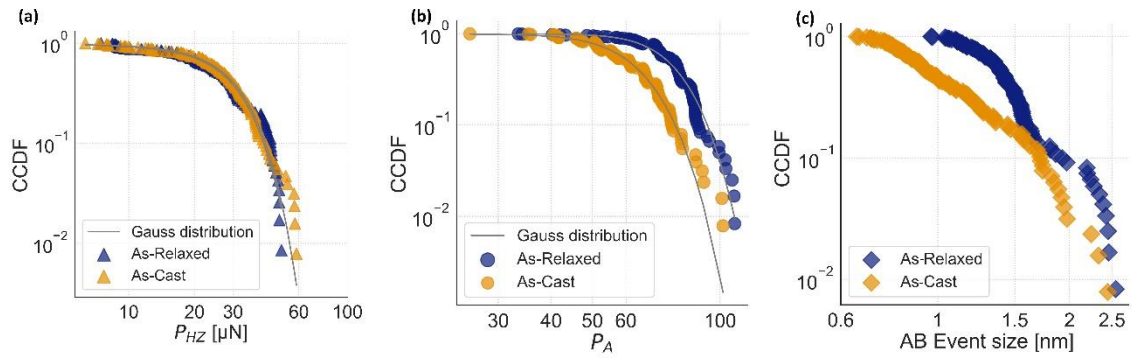 (a)
CCDF
10⁰
10⁻¹
10⁻²
Gauss distribution
As-Relaxed
As-Cast
10
20
30
60
100
P_HZ [µN]
(b)
CCDF
10⁰
10⁻¹
10⁻²
Gauss distribution
As-Relaxed
As-Cast
30
40
50
60
100
P_A
(c)
CCDF
10⁰
10⁻¹
10⁻²
As-Relaxed
As-Cast
0.6
1
1.5
2
2.5
AB Event size [nm]